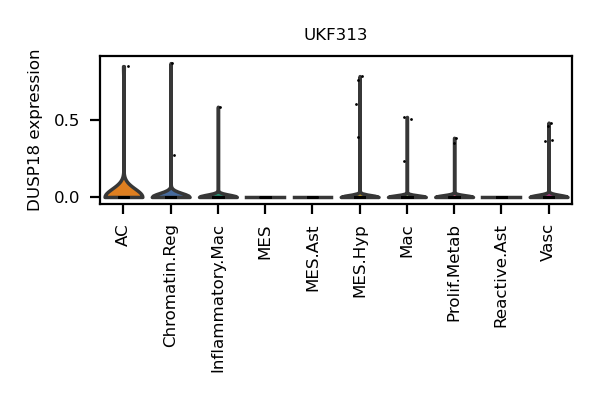 UKF313
DUSP18 expression
0.5
0.0
AC
Chromatin.Reg
Inflammatory.Mac
MES
MES.Ast
MES.Hyp
Mac
Prolif.Metab
Reactive.Ast
Vasc